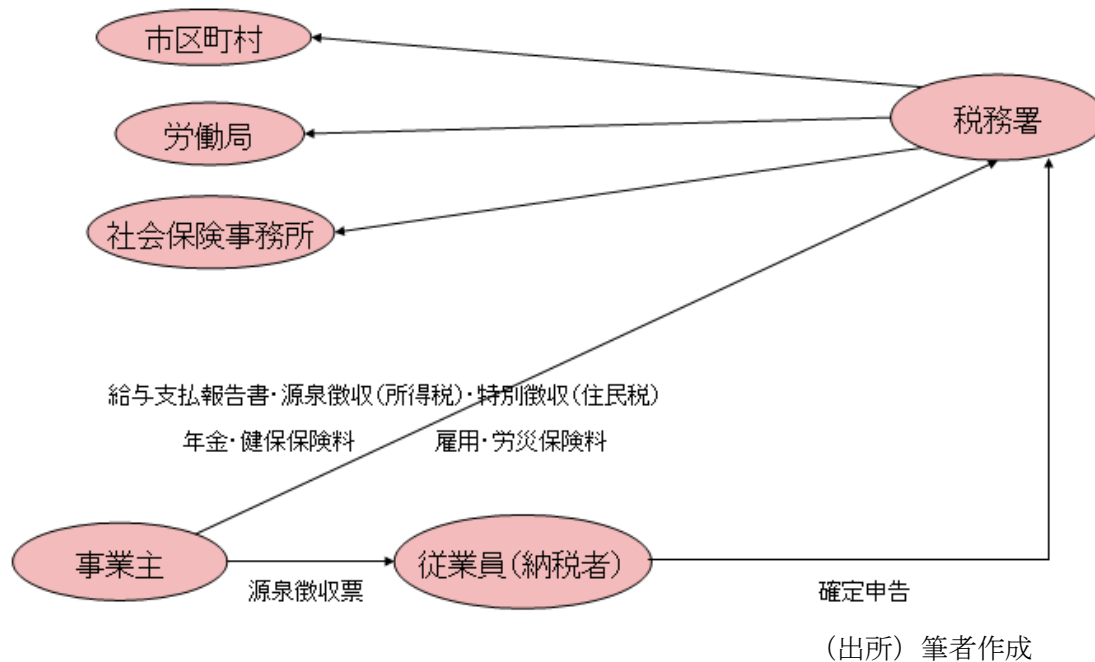 市区町村
労働局
税務署
社会保険事務所
給与支払報告書・源泉徴収(所得税)・特別徴収(住民税)
年金・健保保険料
雇用・労災保険料
事業主
源泉徴収票
従業員(納税者)
確定申告
(出所) 筆者作成